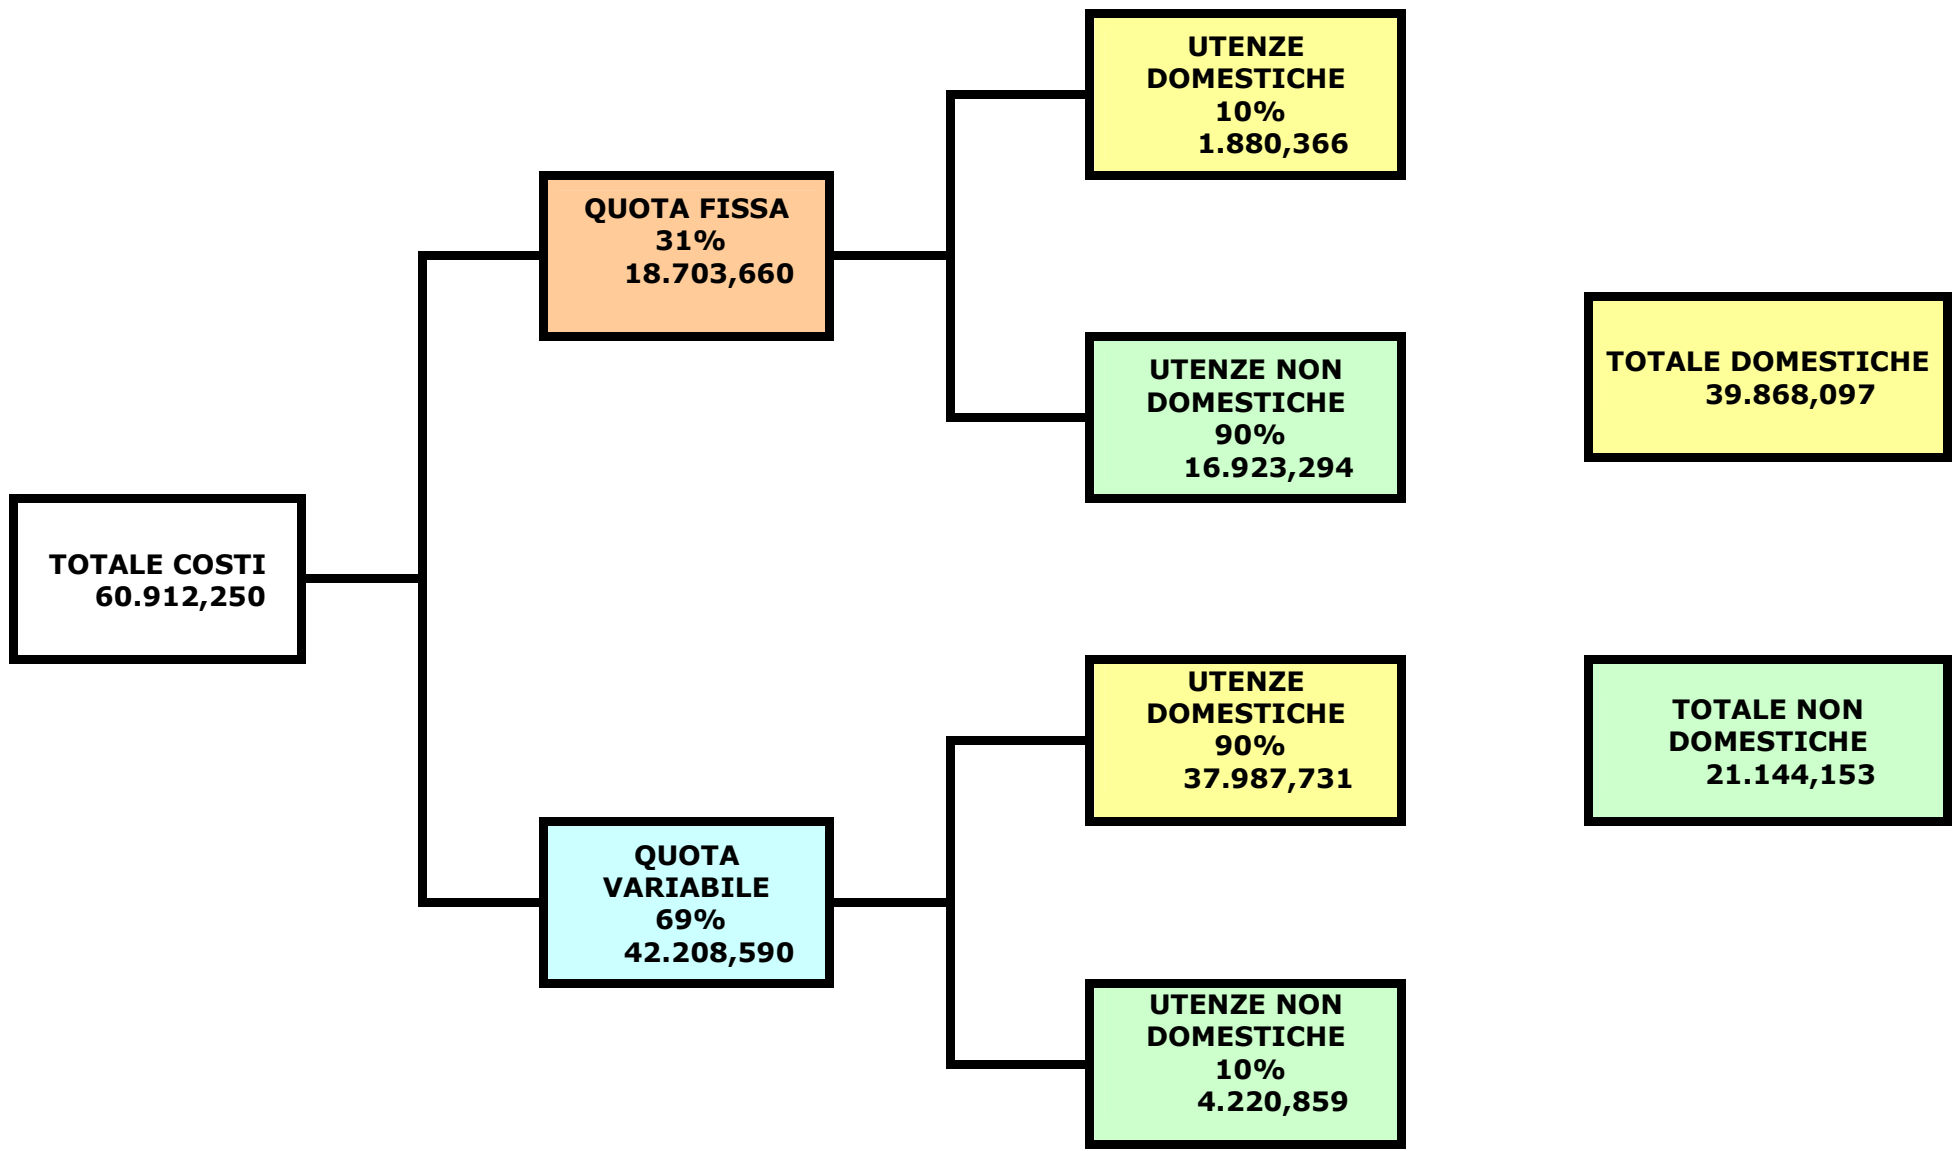 UTENZE
DOMESTICHE
10%
1.880,366
QUOTA FISSA
31%
18.703,660
UTENZE NON
DOMESTICHE
90%
16.923,294
TOTALE DOMESTICHE
39.868,097
TOTALE COSTI
60.912,250
UTENZE
DOMESTICHE
90%
37.987,731
TOTALE NON
DOMESTICHE
21.144,153
QUOTA
VARIABILE
69%
42.208,590
UTENZE NON
DOMESTICHE
10%
4.220,859